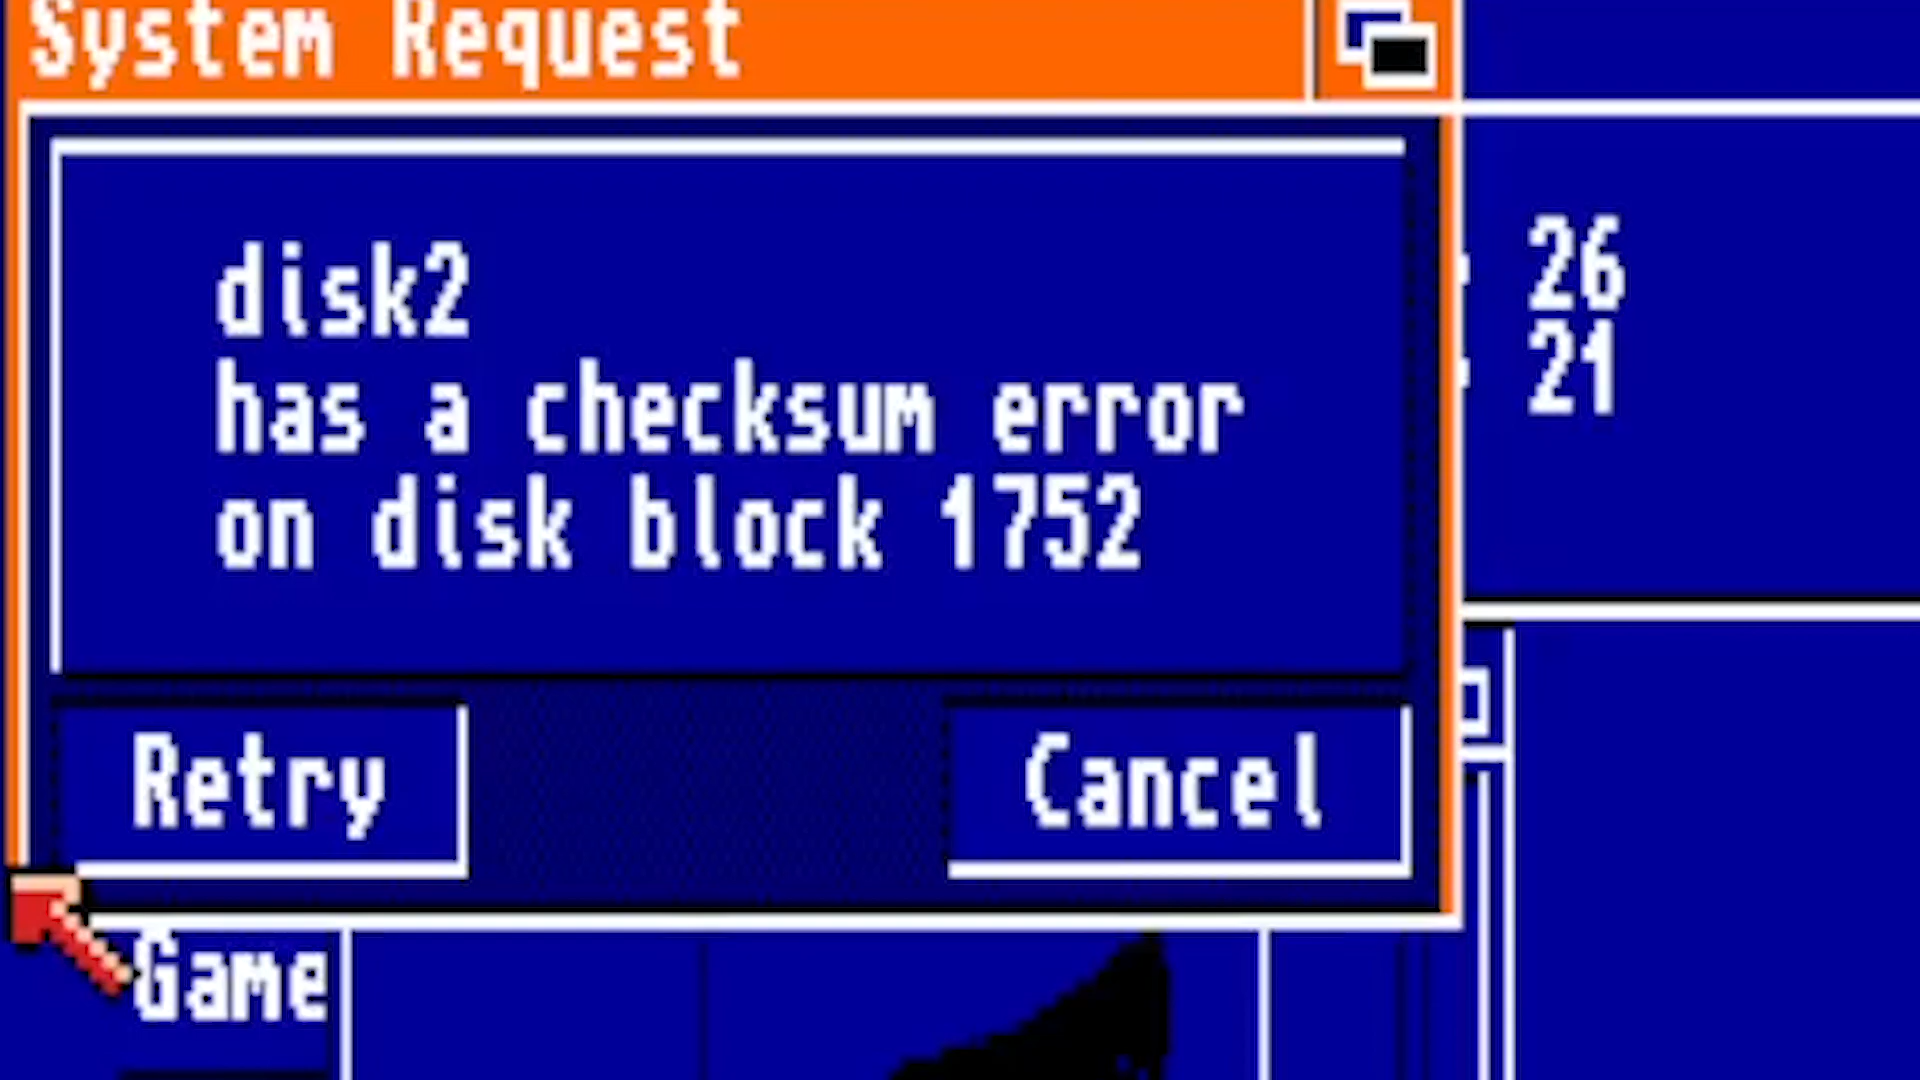 System Request
disk2
has a checksum error
on disk block 1752
Retry
Cancel
26
21
Game